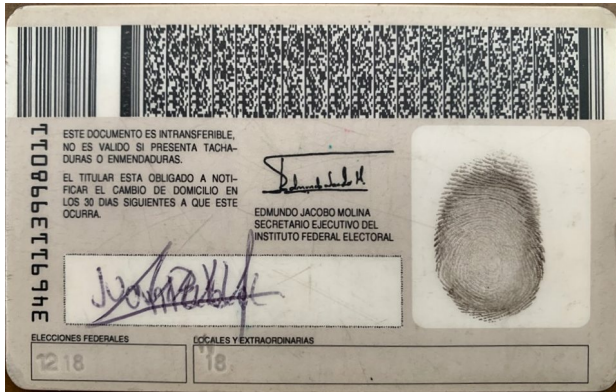 ESTE DOCUMENTO ES INTRANSFERIBLE,
NO ES VALIDO SI PRESENTA TACHA-
DURAS O ENMENDADURAS.
EL TITULAR ESTA OBLIGADO A NOTI-
FICAR EL CAMBIO DE DOMICILIO EN
LOS 30 DIAS SIGUIENTES A QUE ESTE
OCURRA.
EDMUNDO JACOBO MOLINA
SECRETARIO EJECUTIVO DEL
INSTITUTO FEDERAL ELECTORAL
3469113998011
ELECCIONES FEDERALES
12 18
LOCALES Y EXTRAORDINARIAS
18